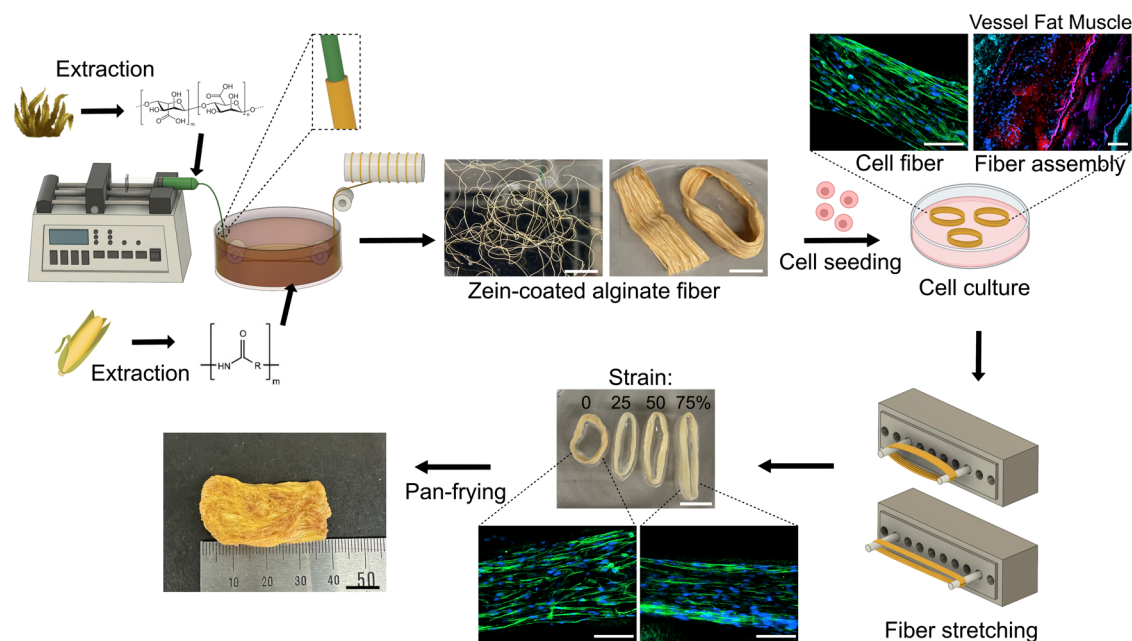 Vessel Fat Muscle
Extraction
Cell fiber
Fiber assembly
Cell seeding
Zein-coated alginate fiber
Cell culture
Extraction
O
HN
R
m
Strain:
0 25 50 75%
Pan-frying
10 20 30 40 50
Fiber stretching